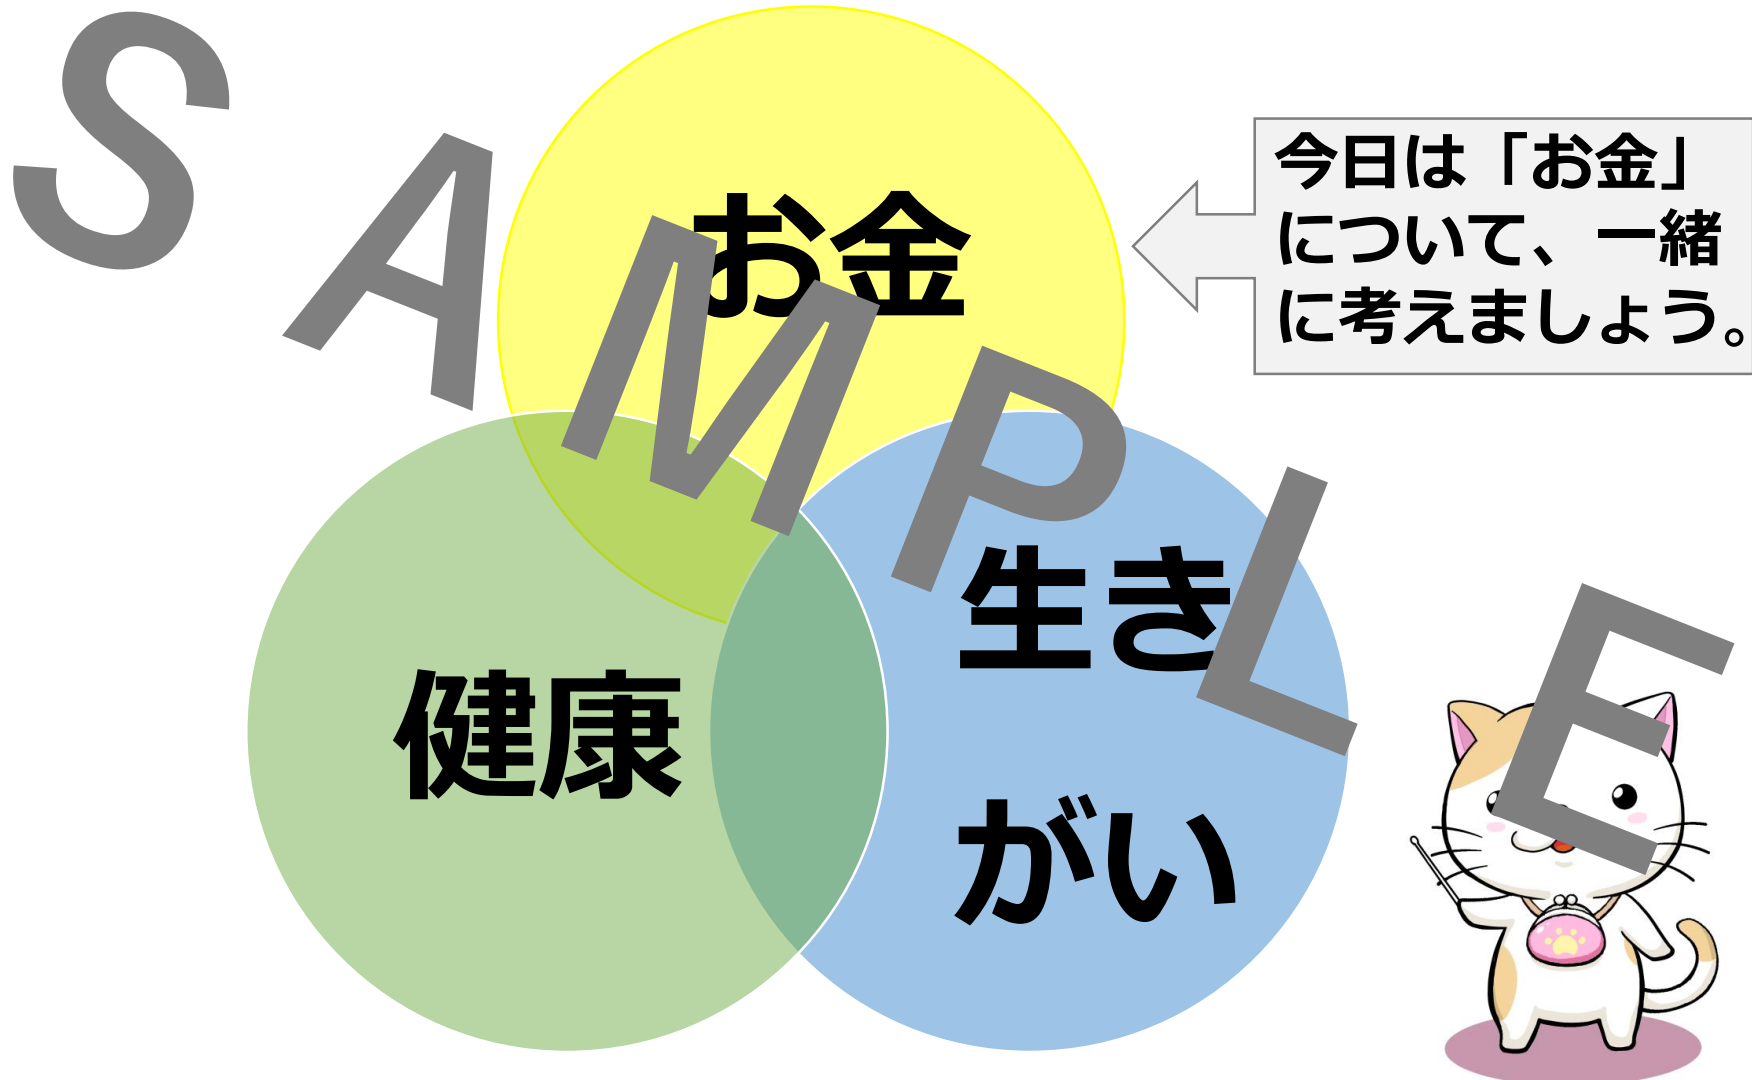 SAMPLE
お金
今日は「お金」
について、一緒
に考えましょう。
健康
生き
がい